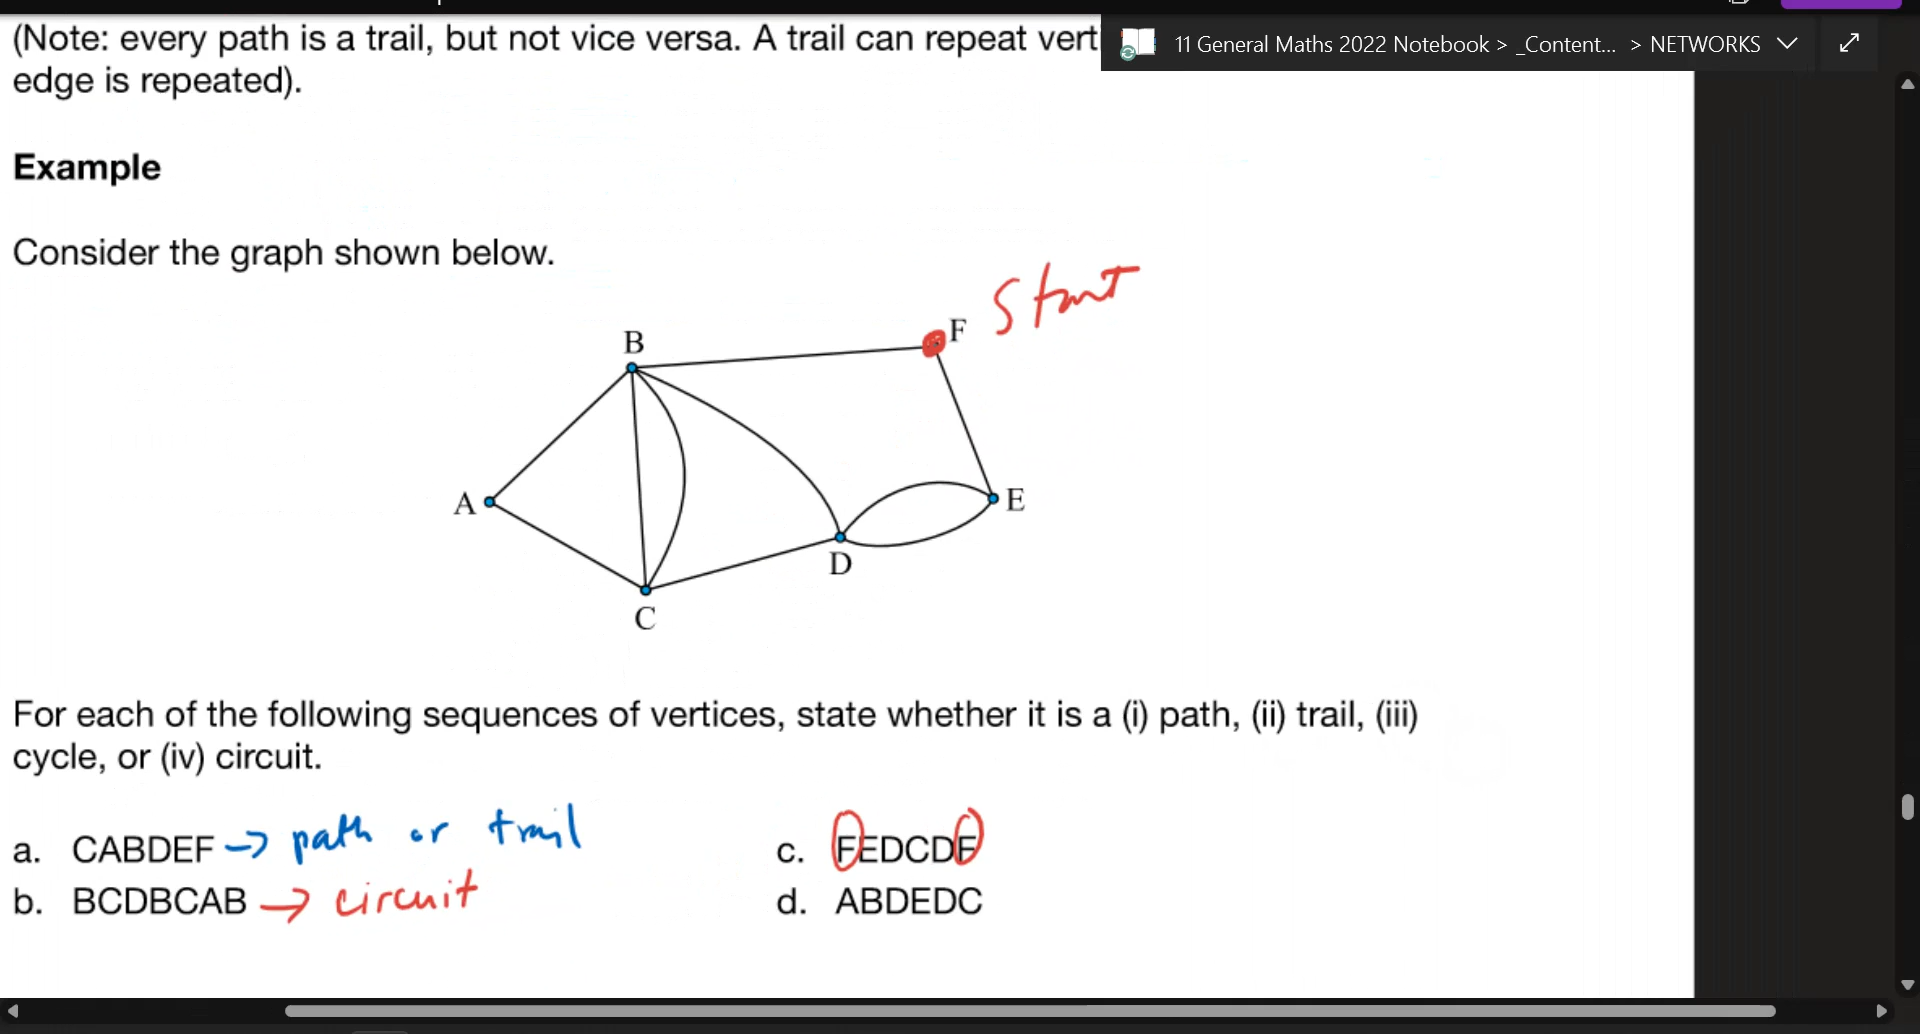 (Note: every path is a trail, but not vice versa. A trail can repeat vert
11 General Maths 2022 Notebook > _Content... > NETWORKS
edge is repeated).
Example
Consider the graph shown below.
Start
B
F
A
E
D
C
For each of the following sequences of vertices, state whether it is a (i) path, (ii) trail, (iii)
cycle, or (iv) circuit.
a. CABDEF → path or trail
c. FEDCDF
b. BCDBCAB → circuit
d. ABDEDC